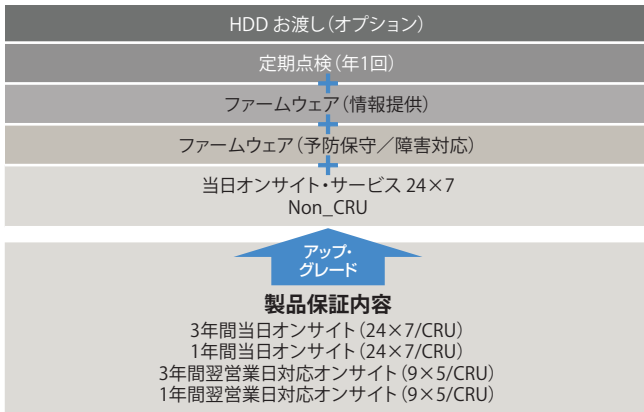 HDD お渡し(オプション)
定期点検(年1回)
+
ファームウェア(情報提供)
+
ファームウェア(予防保守／障害対応)
+
当日オンサイト・サービス 24×7
Non_CRU
アップ・
グレード
製品保証内容
3年間当日オンサイト(24×7/CRU)
1年間当日オンサイト(24×7/CRU)
3年間翌営業日対応オンサイト(9×5/CRU)
1年間翌営業日対応オンサイト(9×5/CRU)